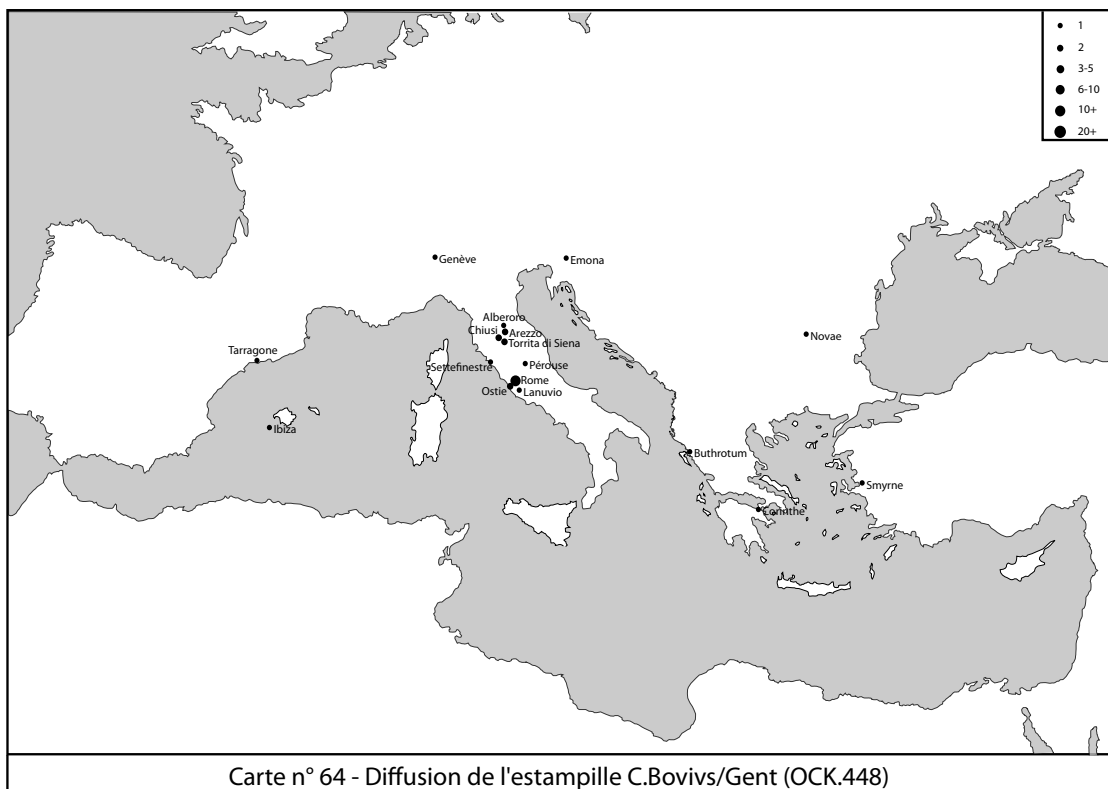 1
2
3-5
6-10
10+
20+
Genève
Emona
Alberoro
Chiusi
Arezzo
Torrita di Siena
Novae
Tarragone
Settefinestre
Pérouse
Rome
Ostie
Lanuvio
Ibiza
Buthrotum
Smyrne
Corinthe
Carte n° 64 - Diffusion de l'estampille C.Bovivs/Gent (OCK.448)